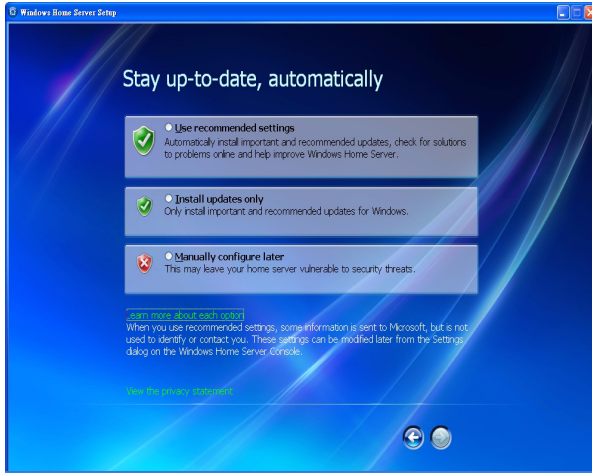 Windows Home Server Setup
Stay up-to-date, automatically
Use recommended settings
Automatically install important and recommended updates, check for solutions
to problems online and help improve Windows Home Server.
Install updates only
Only install important and recommended updates for Windows.
Manually configure later
This may leave your home server vulnerable to security threats.
Learn more about each option
When you use recommended settings, some information is sent to Microsoft, but is not
used to identify or contact you. These settings can be modified later from the Settings
dialog on the Windows Home Server Console.
View the privacy statement